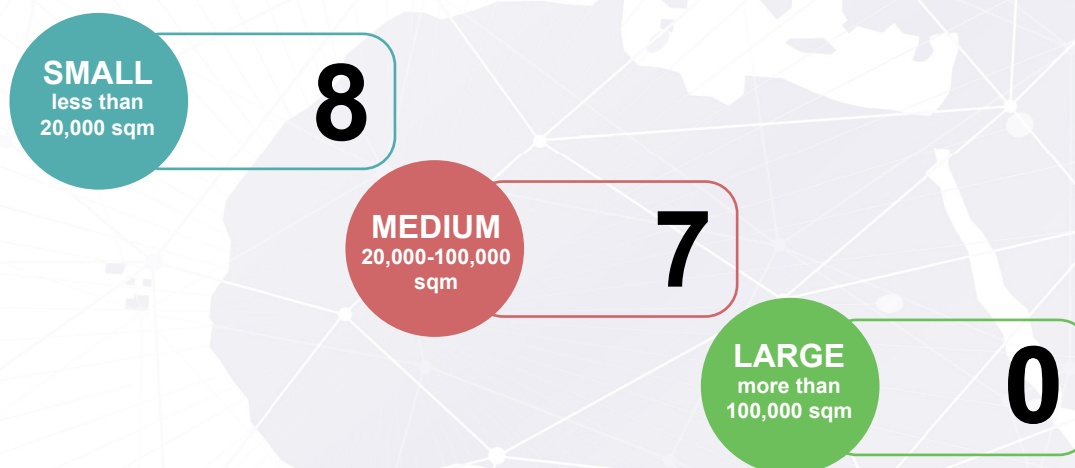 SMALL
less than
20,000 sqm
8
MEDIUM
20,000-100,000
sqm
7
LARGE
more than
100,000 sqm
0